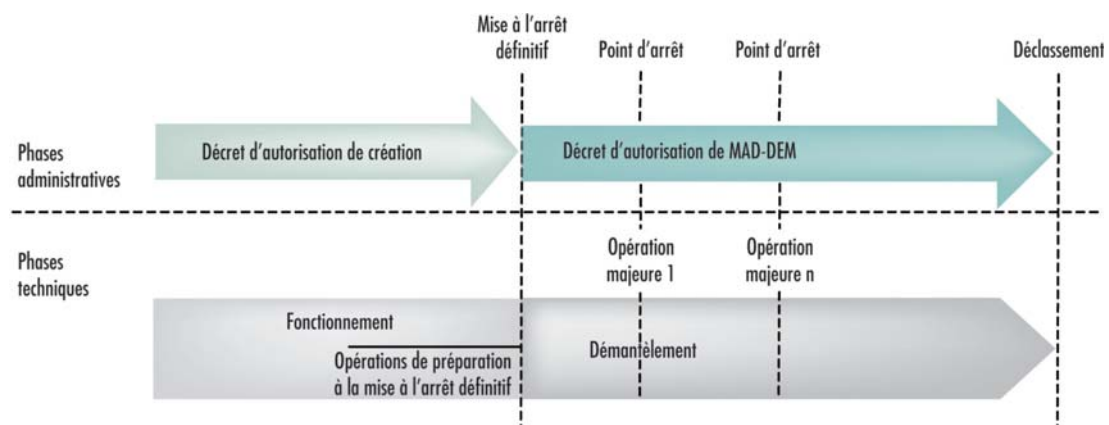 Mise à l'arrêt
définitif
Point d'arrêt
Point d'arrêt
Déclassement
Phases
administratives
Décret d'autorisation de création
Décret d'autorisation de MAD-DEM
Phases
techniques
Opération
majeure 1
Opération
majeure n
Fonctionnement
Opérations de préparation
à la mise à l'arrêt définitif
Démantèlement